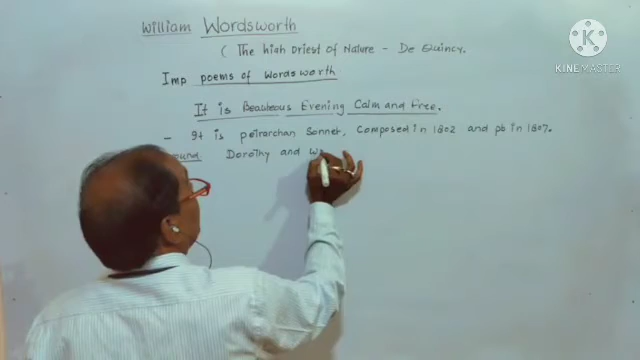 William Wordsworth
( The high Priest of Nature - De Quincy.
Imp poems of Wordsworth
It is Beauteous Evening Calm and Free.
- It is petrarchan Sonnet, Composed in 1802 and pb in 1807.
ound Dorothy and W
K
KINEMASTER